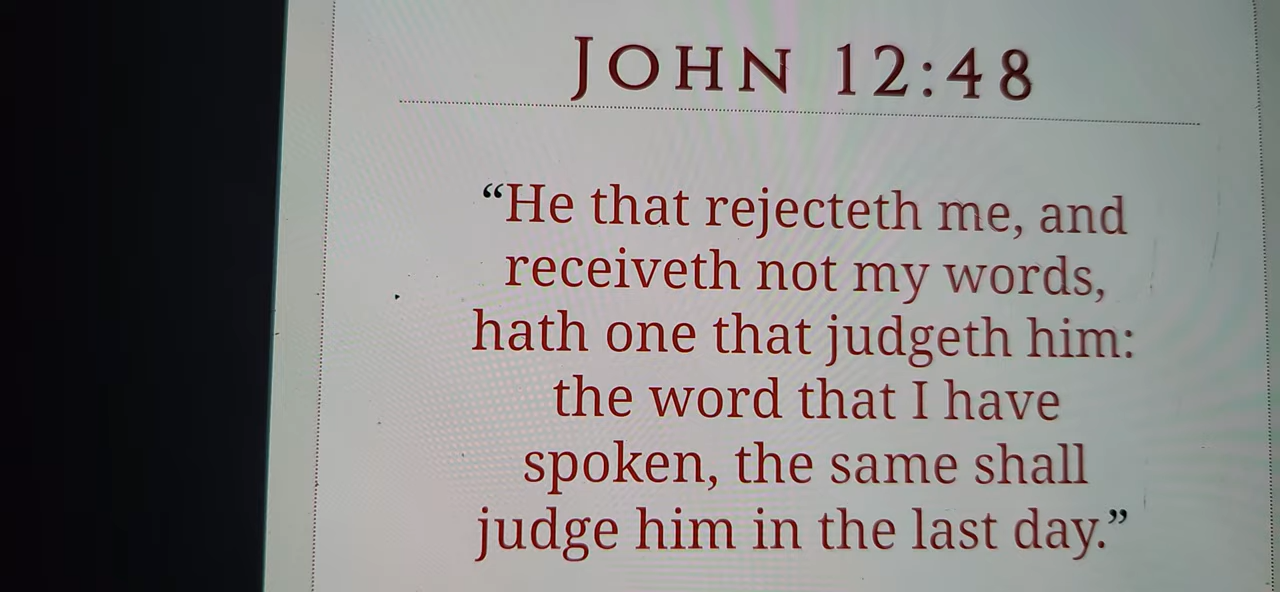 JOHN 12:48
“He that rejecteth me, and
receiveth not my words,
hath one that judgeth him:
the word that I have
spoken, the same shall
judge him in the last day.”